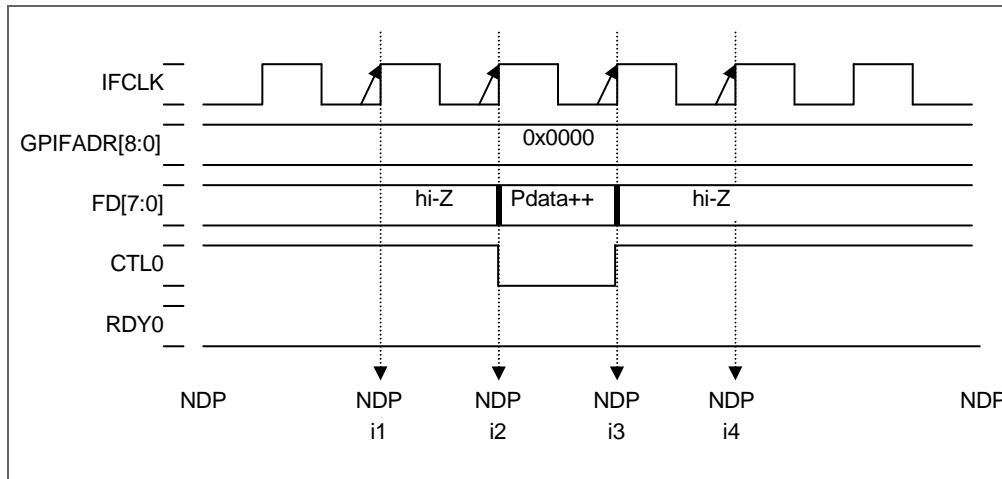 IFCLK
GPIFADR[8:0]
0x0000
FD[7:0]
hi-Z Pdata++ hi-Z
CTL0
RDY0
NDP NDP NDP NDP NDP NDP
i1 i2 i3 i4